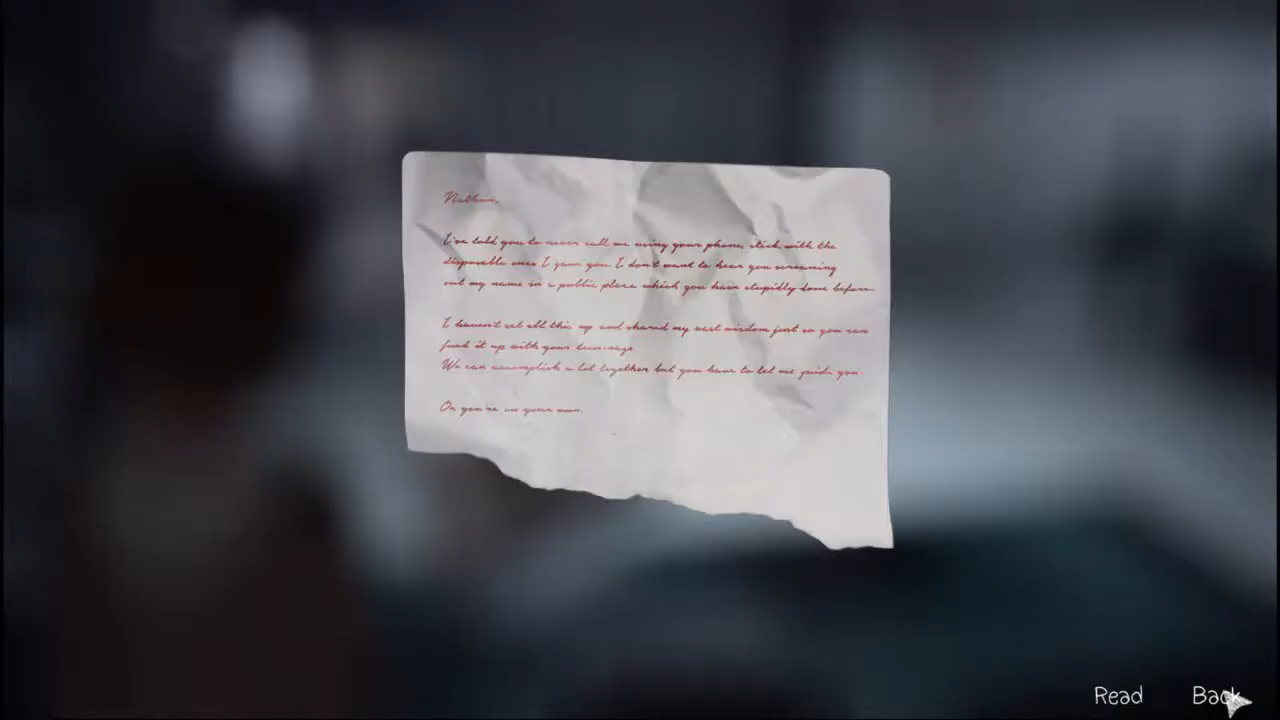 Nathan,
I've told you to never call me using your phone, stick with the
disposable ones I gave you. I don't want to hear you screaming
out my name in a public place which you have stupidly done before.
I haven't set all this up and shared my vast wisdom just so you can
fuck it up with your teen-rage
We can accomplish a lot together but you have to let me guide you
Or you're on your own.
Read
Back